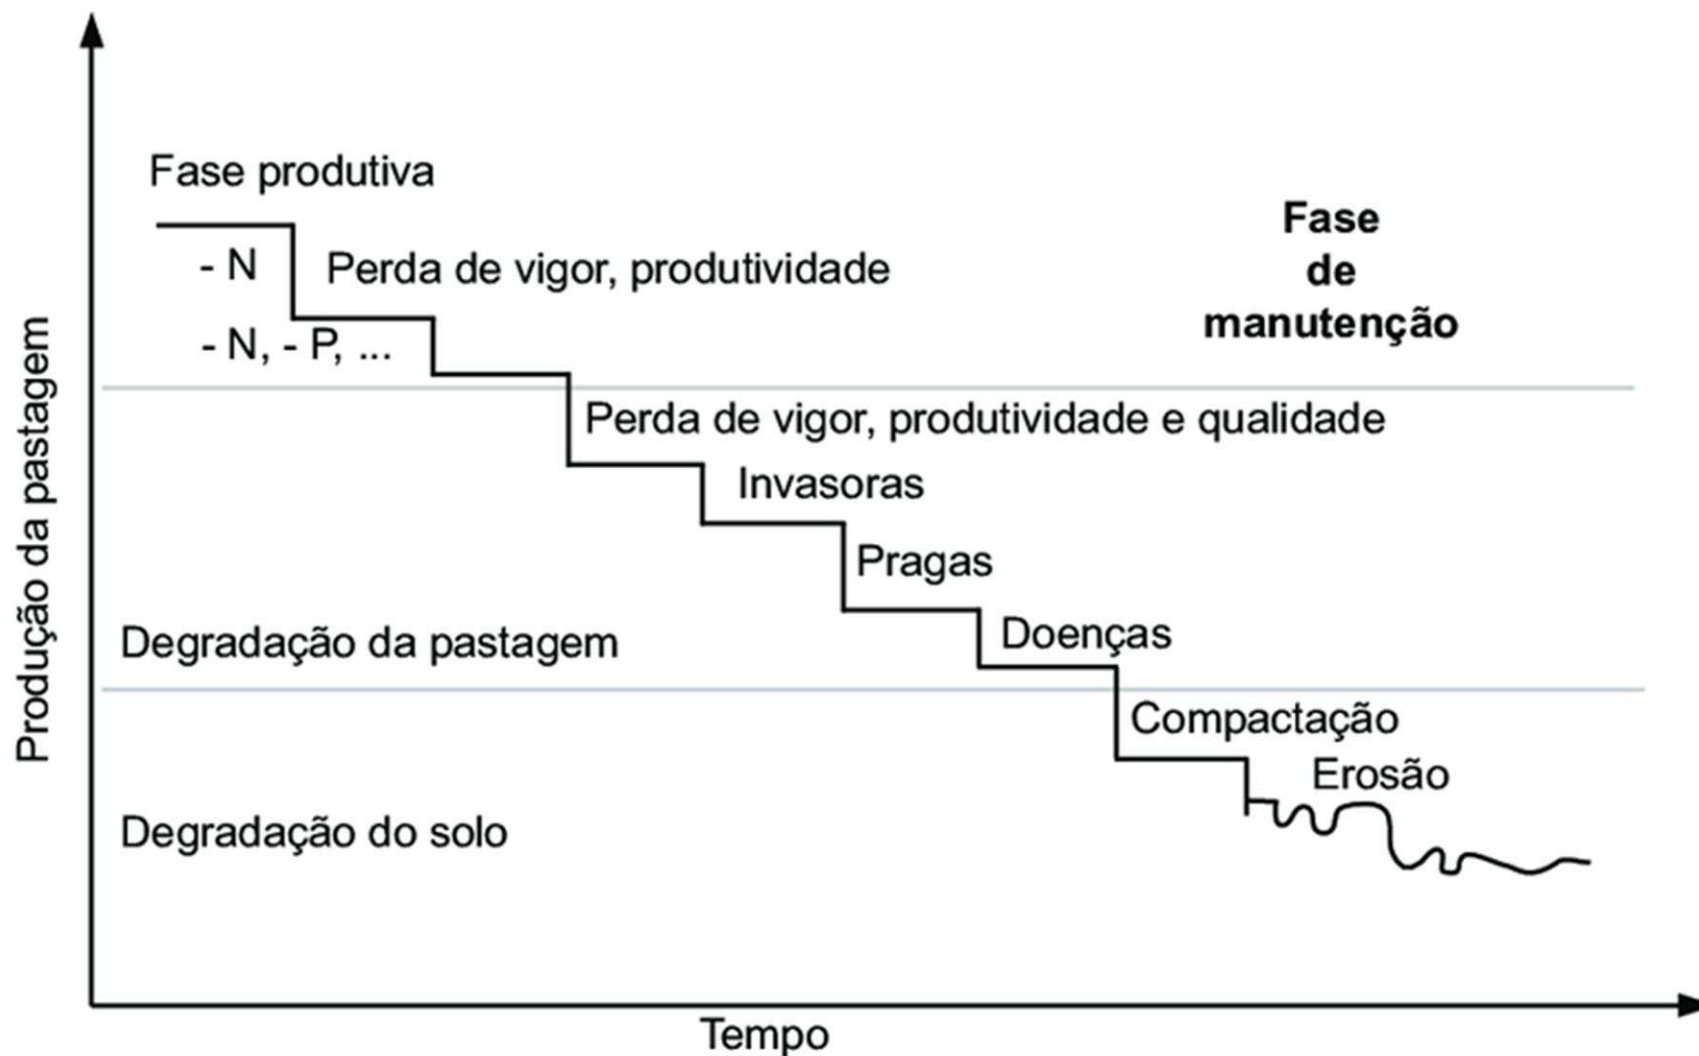 Fase produtiva
- N
Perda de vigor, produtividade
Fase
de
manutenção
- N, - P, ...
Perda de vigor, produtividade e qualidade
Invasoras
Pragas
Degradação da pastagem
Doenças
Compactação
Erosão
Degradação do solo
Produção da pastagem
Tempo